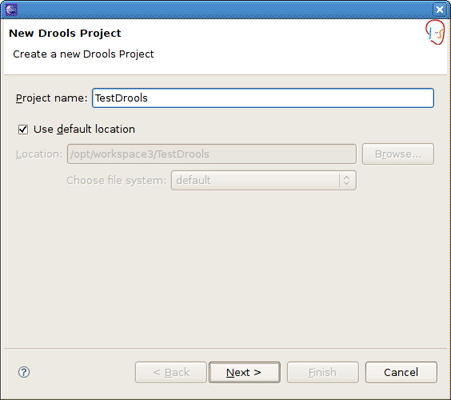 New Drools Project
Create a new Drools Project
Project name: TestDrools
Use default location
Location: /opt/workspace3/TestDrools Browse...
Choose file system: default
? < Back Next > Finish Cancel